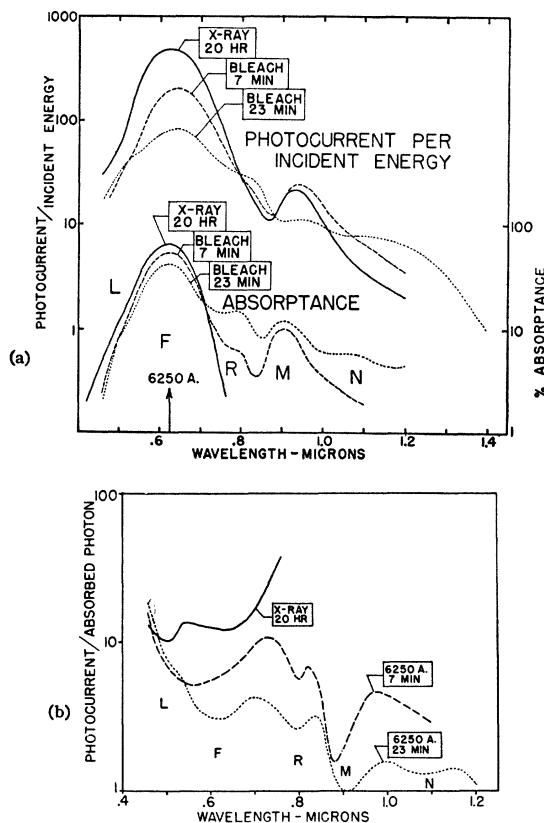 1000
X-RAY
20 HR
BLEACH
7 MIN
BLEACH
23 MIN
100
PHOTOCURRENT PER
INCIDENT ENERGY
PHOTOCURRENT/INCIDENT ENERGY
X-RAY
20 HR
10
100
BLEACH
7 MIN
BLEACH
23 MIN
L
ABSORPTANCE
% ABSORPTANCE
1
10
(a)
F
R
M
N
6250 A.
1
.6
.8
1.0
1.2
1.4
WAVELENGTH-MICRONS
100
PHOTOCURRENT/ABSORBED PHOTON
X-RAY
20 HR
10
6250 A.
7 MIN
(b)
L
6250 A.
23 MIN
F
R
M
N
1
.4
.6
.8
1.0
1.2
WAVELENGTH-MICRONS